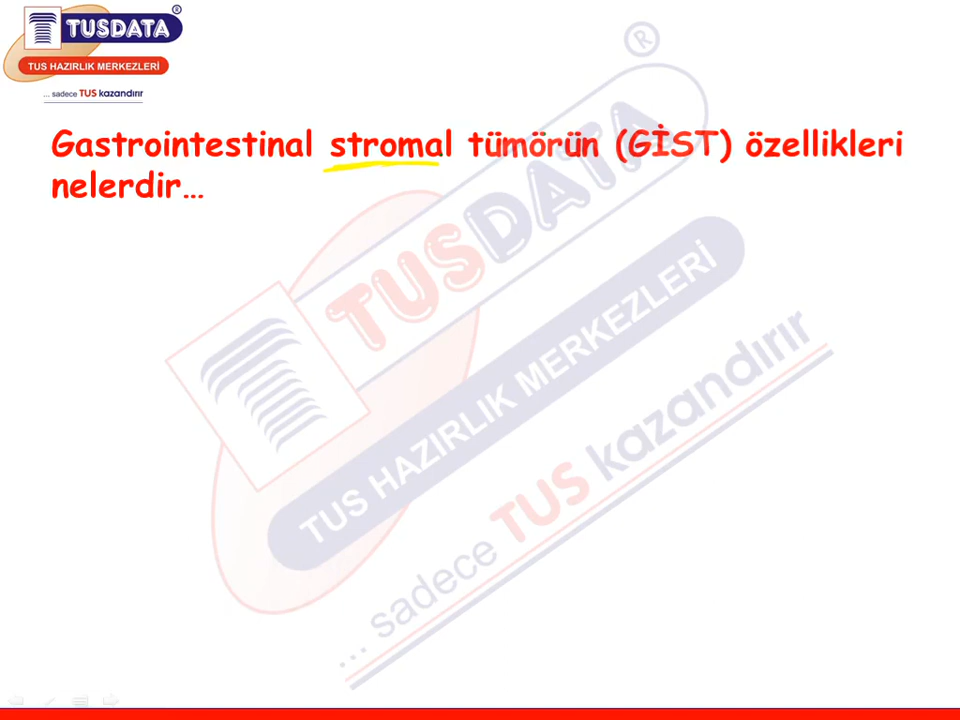 TUSDATA®
TUS HAZIRLIK MERKEZLERİ
... sadece TUS kazandırır
Gastrointestinal stromal tümörün (GİST) özellikleri
nelerdir...
TUSDATA®
TUS HAZIRLIK MERKEZLERİ
... sadece TUS kazandırır